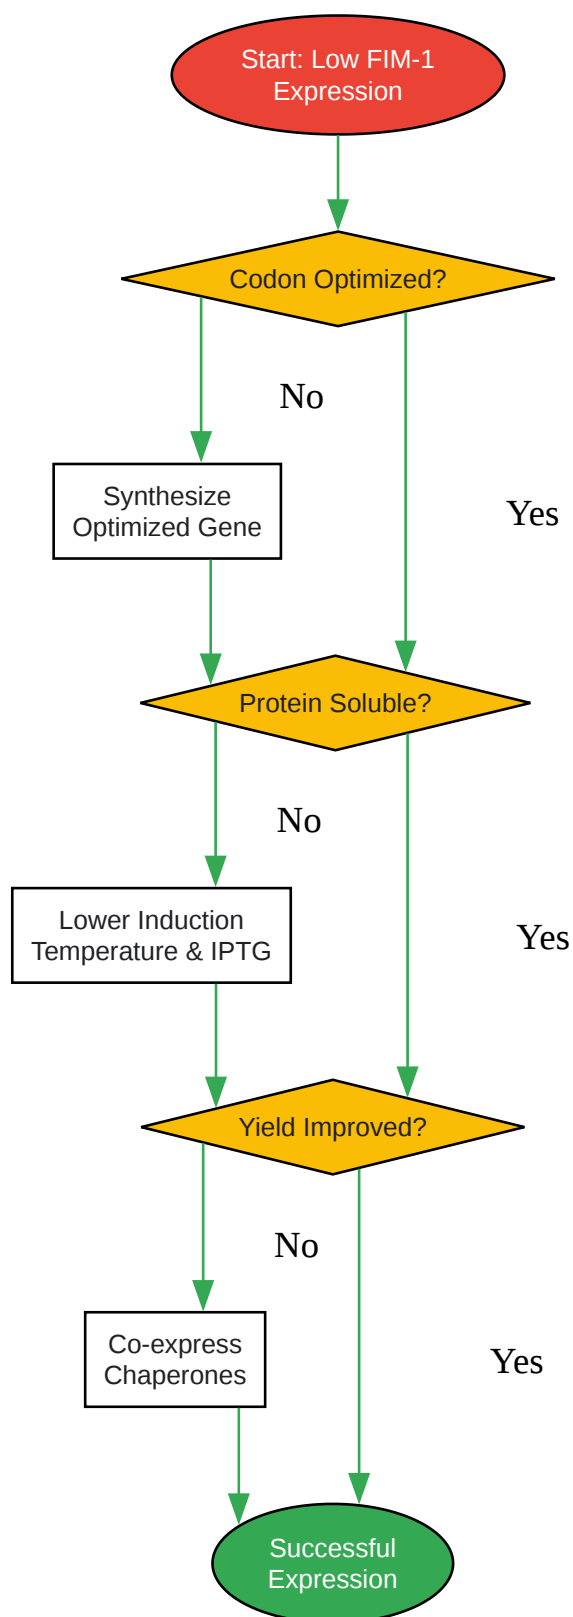 Start: Low FIM-1
Expression
Codon Optimized?
No
Synthesize
Optimized Gene
Yes
Protein Soluble?
No
Lower Induction
Temperature & IPTG
Yes
Yield Improved?
No
Co-express
Chaperones
Yes
Successful
Expression